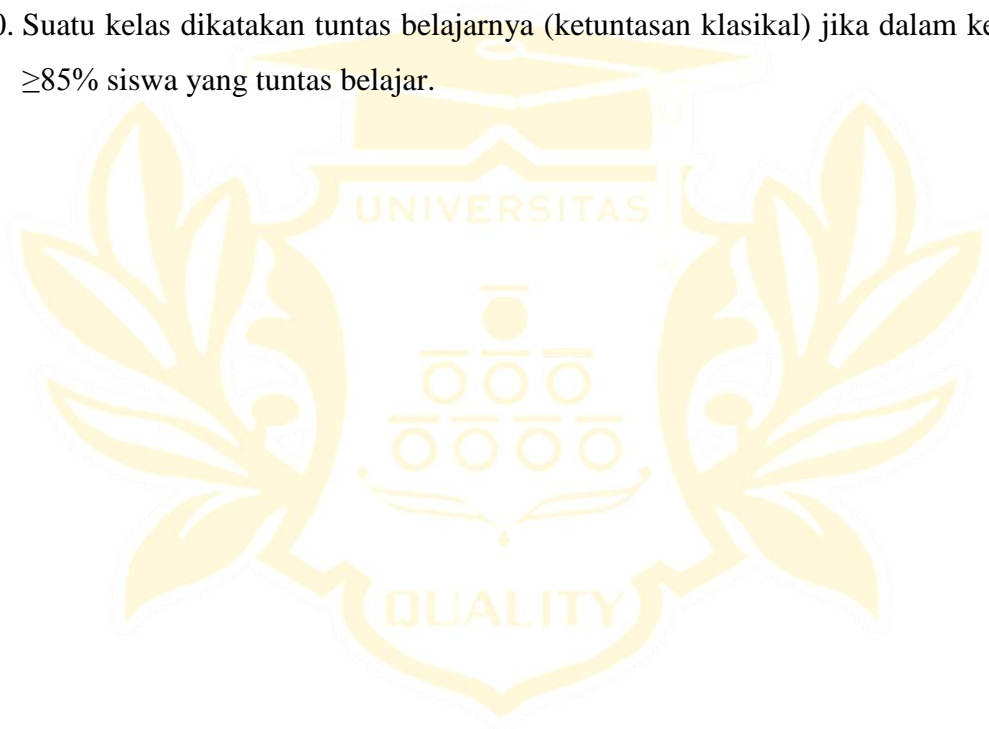 0. Suatu kelas dikatakan tuntas belajarnya (ketuntasan klasikal) jika dalam ke
≥85% siswa yang tuntas belajar.
UNIVERSITAS
QUALITY